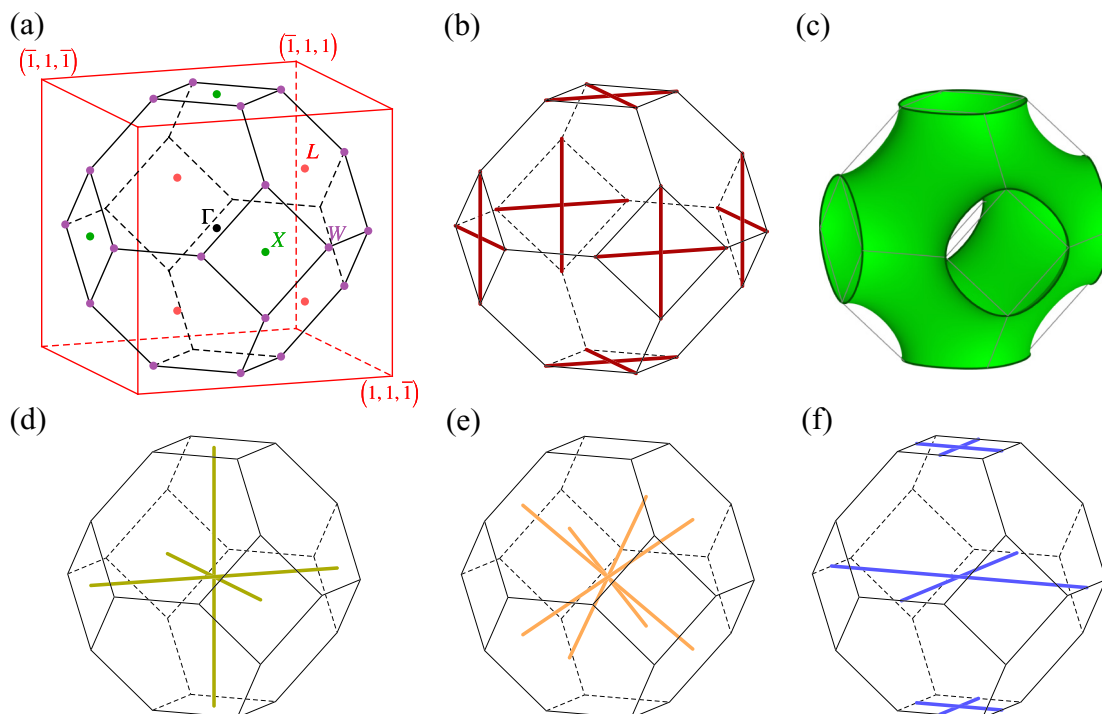 (a)
(b)
(c)
(1̅, 1, 1̅)
(1̅, 1, 1)
L
Γ
X
W
(1, 1, 1̅)
(d)
(e)
(f)